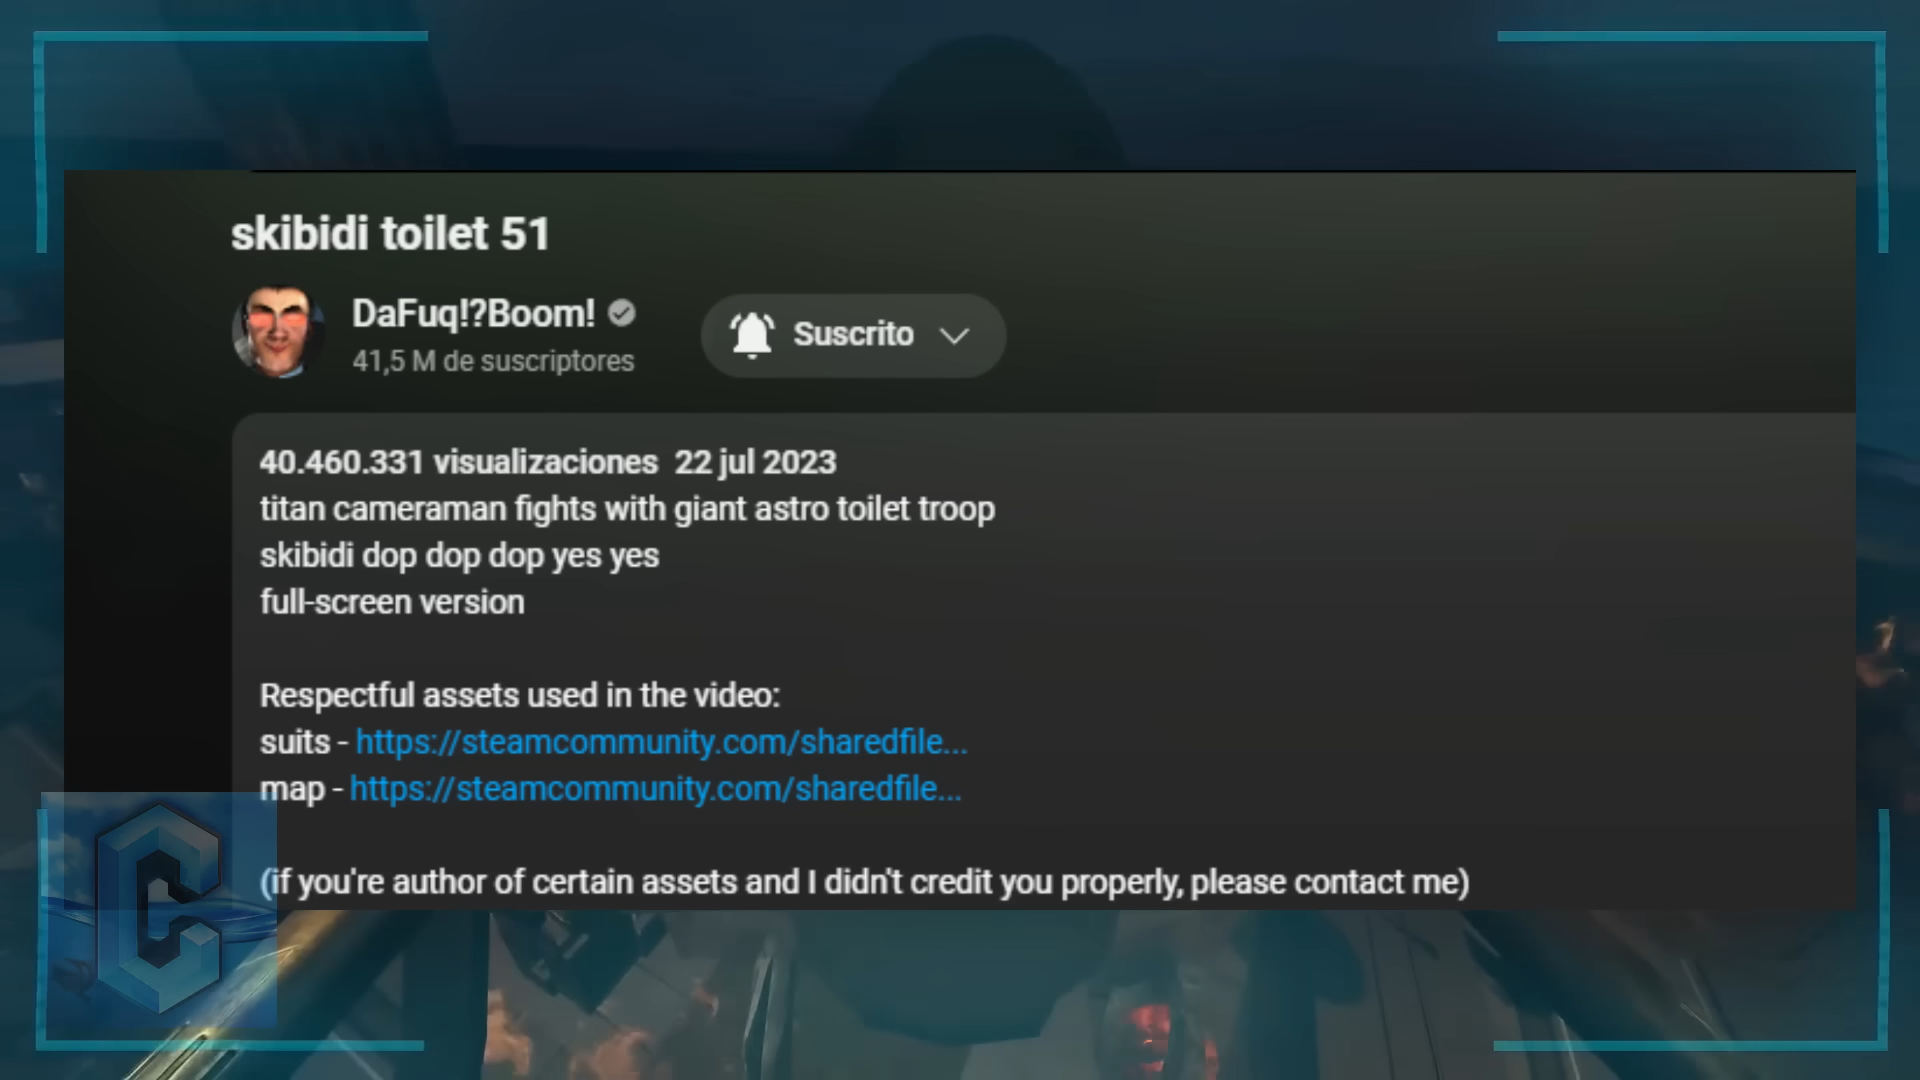 skibidi toilet 51
DaFuq!?Boom!
41,5 M de suscriptores
Suscrito
40.460.331 visualizaciones 22 jul 2023
titan cameraman fights with giant astro toilet troop
skibidi dop dop dop yes yes
full-screen version
Respectful assets used in the video:
suits - https://steamcommunity.com/sharedfile...
map - https://steamcommunity.com/sharedfile...
(if you're author of certain assets and I didn't credit you properly, please contact me)